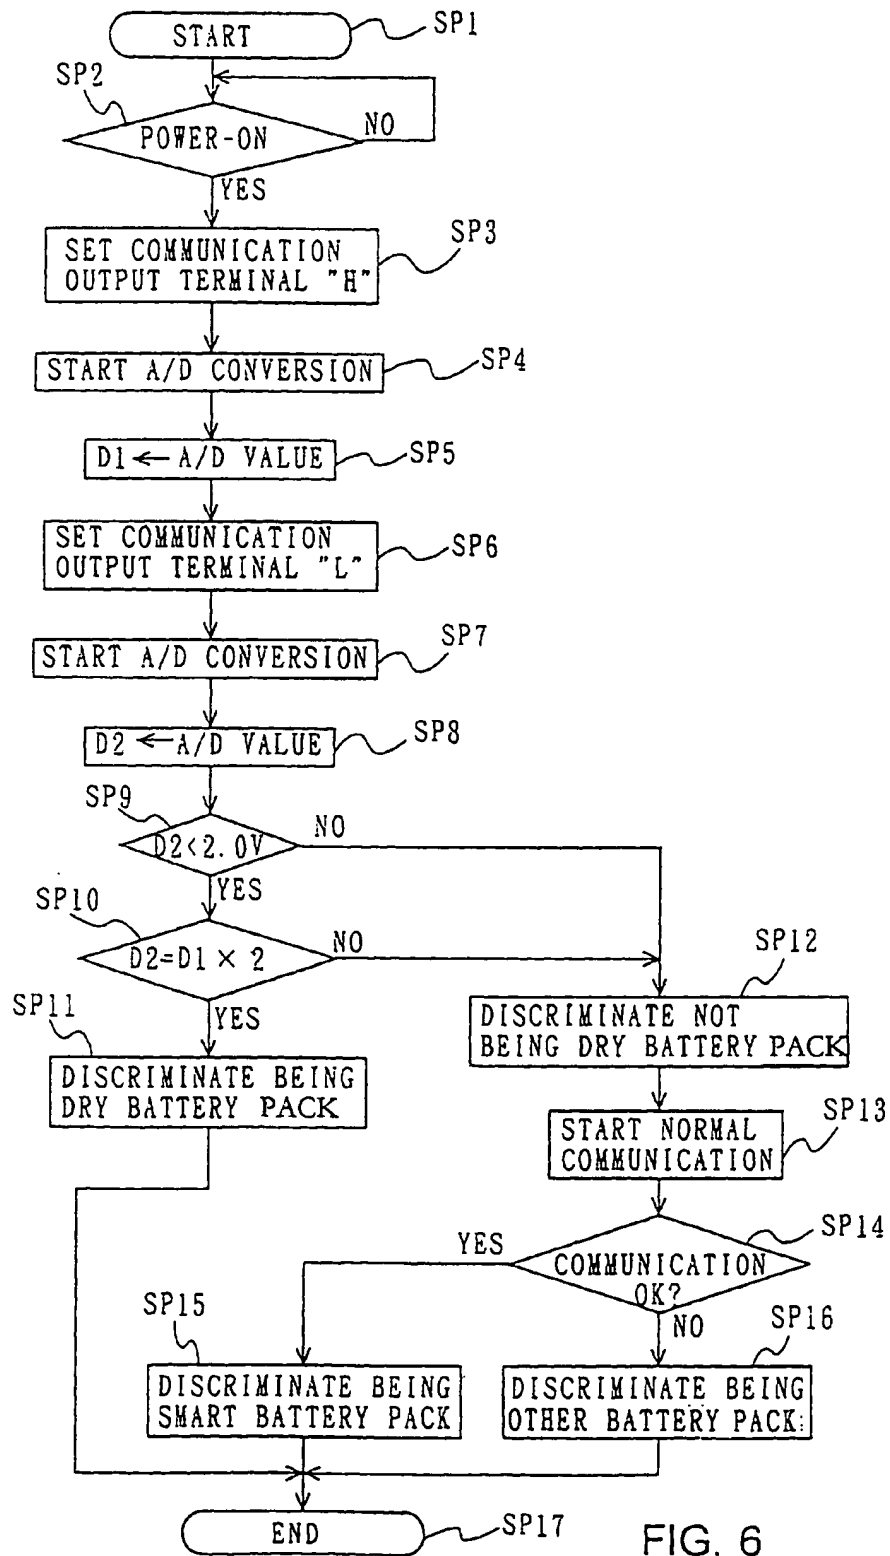 START
SP1
SP2
POWER-ON
NO
YES
SET COMMUNICATION
OUTPUT TERMINAL "H"
SP3
START A/D CONVERSION
SP4
D1 ← A/D VALUE
SP5
SET COMMUNICATION
OUTPUT TERMINAL "L"
SP6
START A/D CONVERSION
SP7
D2 ← A/D VALUE
SP8
SP9
D2<2.0V
NO
YES
SP10
D2=D1 × 2
NO
YES
SP11
DISCRIMINATE BEING
DRY BATTERY PACK
SP12
DISCRIMINATE NOT
BEING DRY BATTERY PACK
SP13
START NORMAL
COMMUNICATION
SP14
COMMUNICATION
OK?
YES
NO
SP15
DISCRIMINATE BEING
SMART BATTERY PACK
SP16
DISCRIMINATE BEING
OTHER BATTERY PACK
END
SP17
FIG. 6